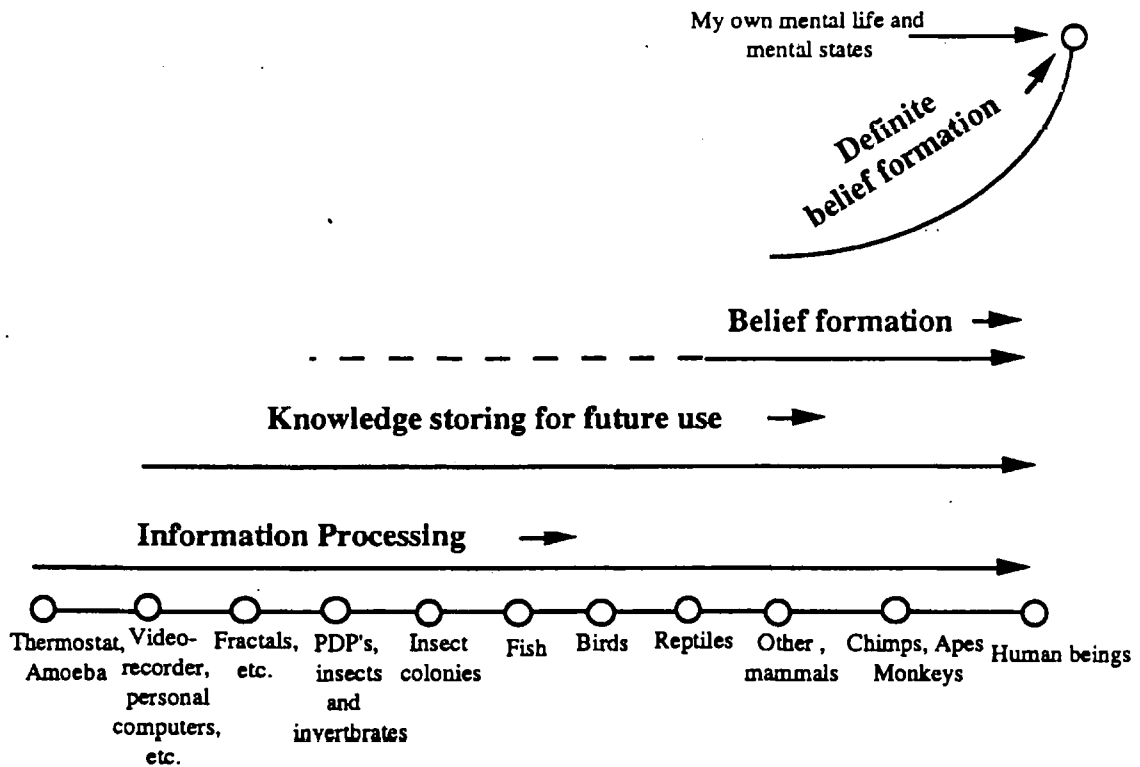 My own mental life and
mental states
Definite
belief formation
Belief formation
Knowledge storing for future use
Information Processing
Thermostat,
Amoeba
Video-
recorder,
personal
computers,
etc.
Fractals,
etc.
PDP's,
insects
and
invertbrates
Insect
colonies
Fish
Birds
Reptiles
Other ,
mammals
Chimps, Apes
Monkeys
Human beings